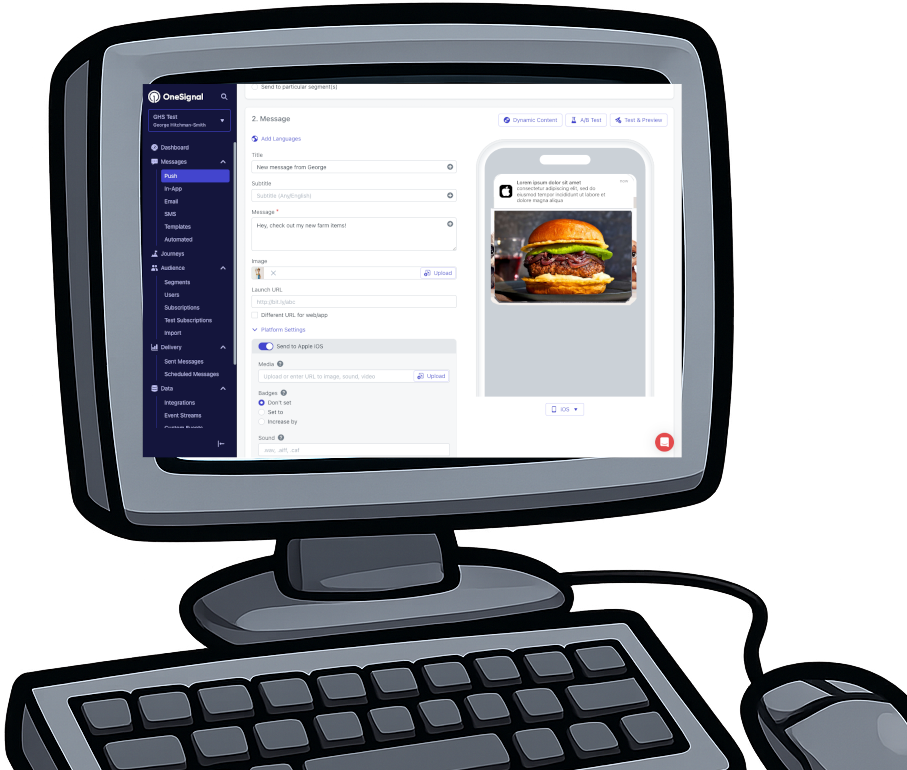 Send to particular segment(s)
OneSignal
GHS Test
George Hitchman-Smith
Dashboard
Messages
Push
In-App
Email
SMS
Templates
Automated
Journeys
Audience
Segments
Users
Subscriptions
Test Subscriptions
Import
Delivery
Sent Messages
Scheduled Messages
Data
Integrations
Event Streams
Custom Events
2. Message
Dynamic Content
A/B Test
Test & Preview
Add Languages
Title
New message from George
Subtitle
Subtitle (Any/English)
Message *
Hey, check out my new farm items!
Image
Upload
Launch URL
http://bit.ly/abc
Different URL for web/app
Platform Settings
Send to Apple iOS
Media
Upload or enter URL to image, sound, video
Upload
Badges
Don't set
Set to
Increase by
Sound
.wav, .aiff, .caf
Lorem ipsum dolor sit amet
consectetur adipiscing elit, sed do
eiusmod tempor incididunt ut labore et
dolore magna aliqua
iOS